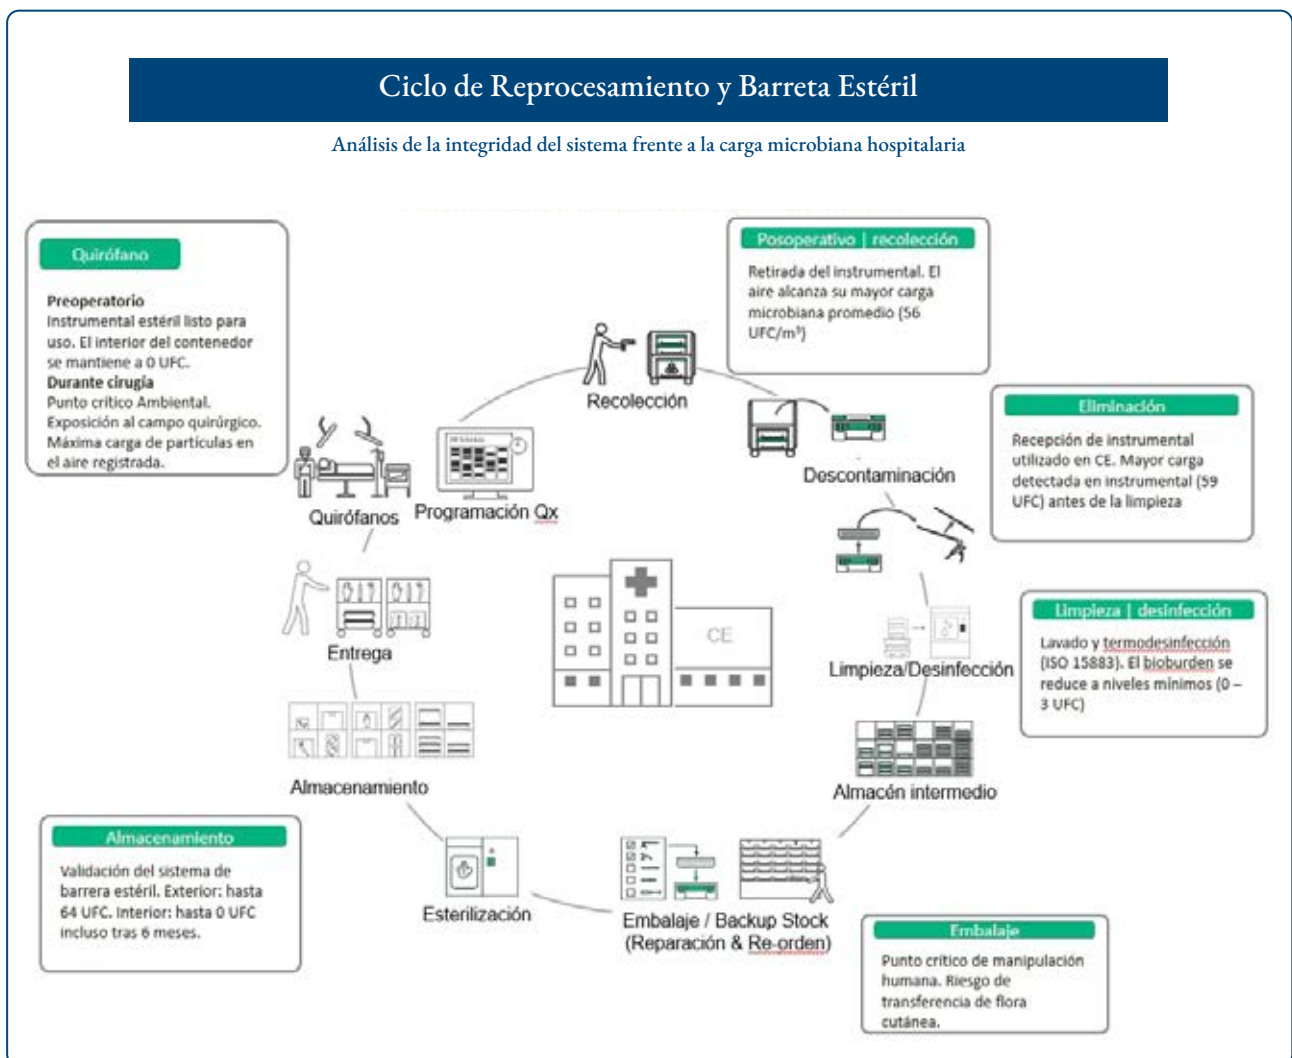 Ciclo de Reprocesamiento y Barreta Estéril
Análisis de la integridad del sistema frente a la carga microbiana hospitalaria
Quirófano
Preoperatorio
Instrumental estéril listo para
uso. El interior del contenedor
se mantiene a 0 UFC.
Durante cirugía
Punto crítico Ambiental.
Exposición al campo quirúrgico.
Máxima carga de partículas en
el aire registrada.
Posoperativo | recolección
Retirada del instrumental. El
aire alcanza su mayor carga
microbiana promedio (56
UFC/m³)
Recolección
Eliminación
Recepción de instrumental
utilizado en CE. Mayor carga
detectada en instrumental (59
UFC) antes de la limpieza
Descontaminación
Quirófanos
Programación Qx
Limpieza | desinfección
Lavado y termodesinfección
(ISO 15883). El bioburden se
reduce a niveles mínimos (0 –
3 UFC)
CE
Entrega
Limpieza/Desinfección
Almacenamiento
Almacén intermedio
Almacenamiento
Validación del sistema de
barrera estéril. Exterior: hasta
64 UFC. Interior: hasta 0 UFC
incluso tras 6 meses.
Esterilización
Embalaje / Backup Stock
(Reparación & Re-orden)
Embalaje
Punto crítico de manipulación
humana. Riesgo de
transferencia de flora
cutánea.